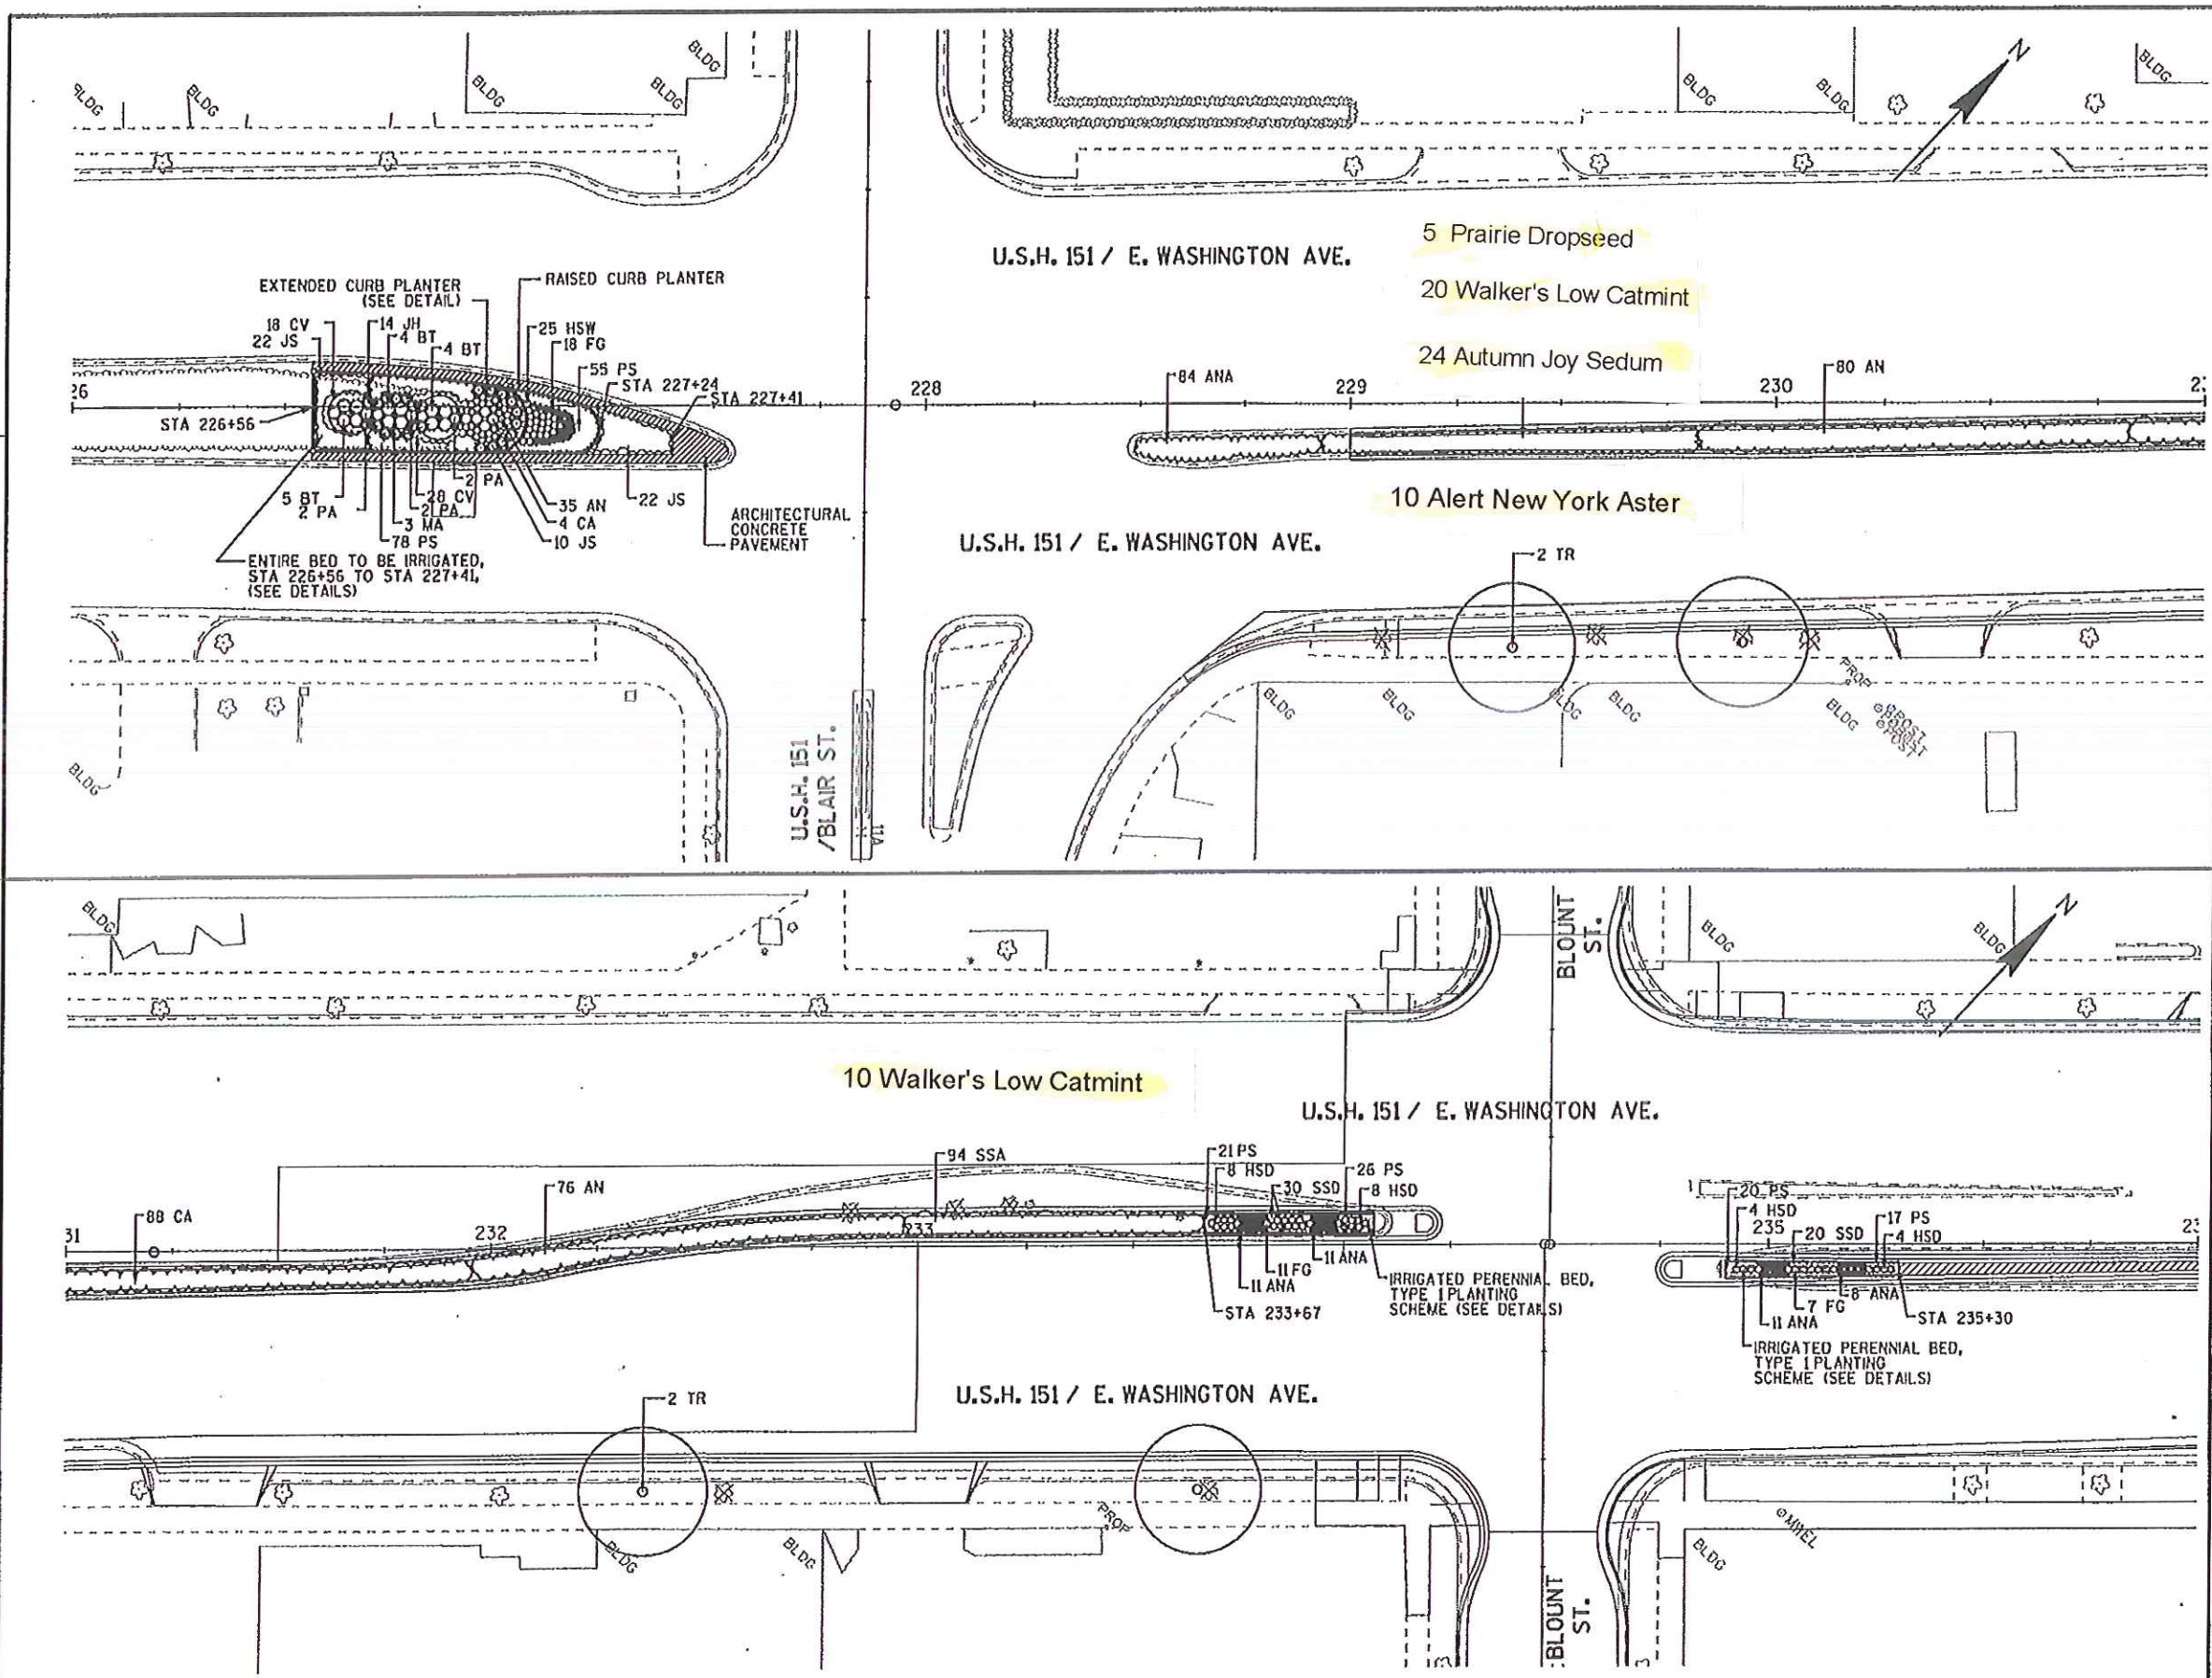 BLDG
BLDG
BLDG
BLDG
BLDG
BLDG
BLDG
BLDG
N
U.S.H. 151 / E. WASHINGTON AVE.
5 Prairie Dropseed
20 Walker's Low Catmint
24 Autumn Joy Sedum
EXTENDED CURB PLANTER
(SEE DETAIL)
RAISED CURB PLANTER
18 CV
22 JS
14 JH
4 BT
4 BT
25 HSW
18 FG
55 PS
STA 227+24
STA 227+41
STA 226+56
26
228
84 ANA
229
230
80 AN
5 BT
2 PA
2 PA
28 CV
2 PA
3 MA
78 PS
35 AN
4 CA
10 JS
22 JS
ARCHITECTURAL
CONCRETE
PAVEMENT
ENTIRE BED TO BE IRRIGATED,
STA 226+56 TO STA 227+41,
(SEE DETAILS)
10 Alert New York Aster
U.S.H. 151 / E. WASHINGTON AVE.
2 TR
BLDG
BLDG
BLDG
BLDG
BLDG
BLDG
PROP
POST
POST
U.S.H. 151
/BLAIR ST.
BLDG
BLDG
BLDG
N
BLOUNT
ST.
10 Walker's Low Catmint
U.S.H. 151 / E. WASHINGTON AVE.
31
88 CA
232
76 AN
94 SSA
233
21 PS
8 HSD
30 SSD
26 PS
8 HSD
11 ANA
11 FG
11 ANA
STA 233+67
IRRIGATED PERENNIAL BED,
TYPE 1 PLANTING
SCHEME (SEE DETAILS)
20 PS
4 HSD
235
20 SSD
17 PS
4 HSD
8 ANA
7 FG
11 ANA
STA 235+30
IRRIGATED PERENNIAL BED,
TYPE 1 PLANTING
SCHEME (SEE DETAILS)
U.S.H. 151 / E. WASHINGTON AVE.
2 TR
BLDG
BLDG
PROP
BLDG
MWEL
BLOUNT
ST.